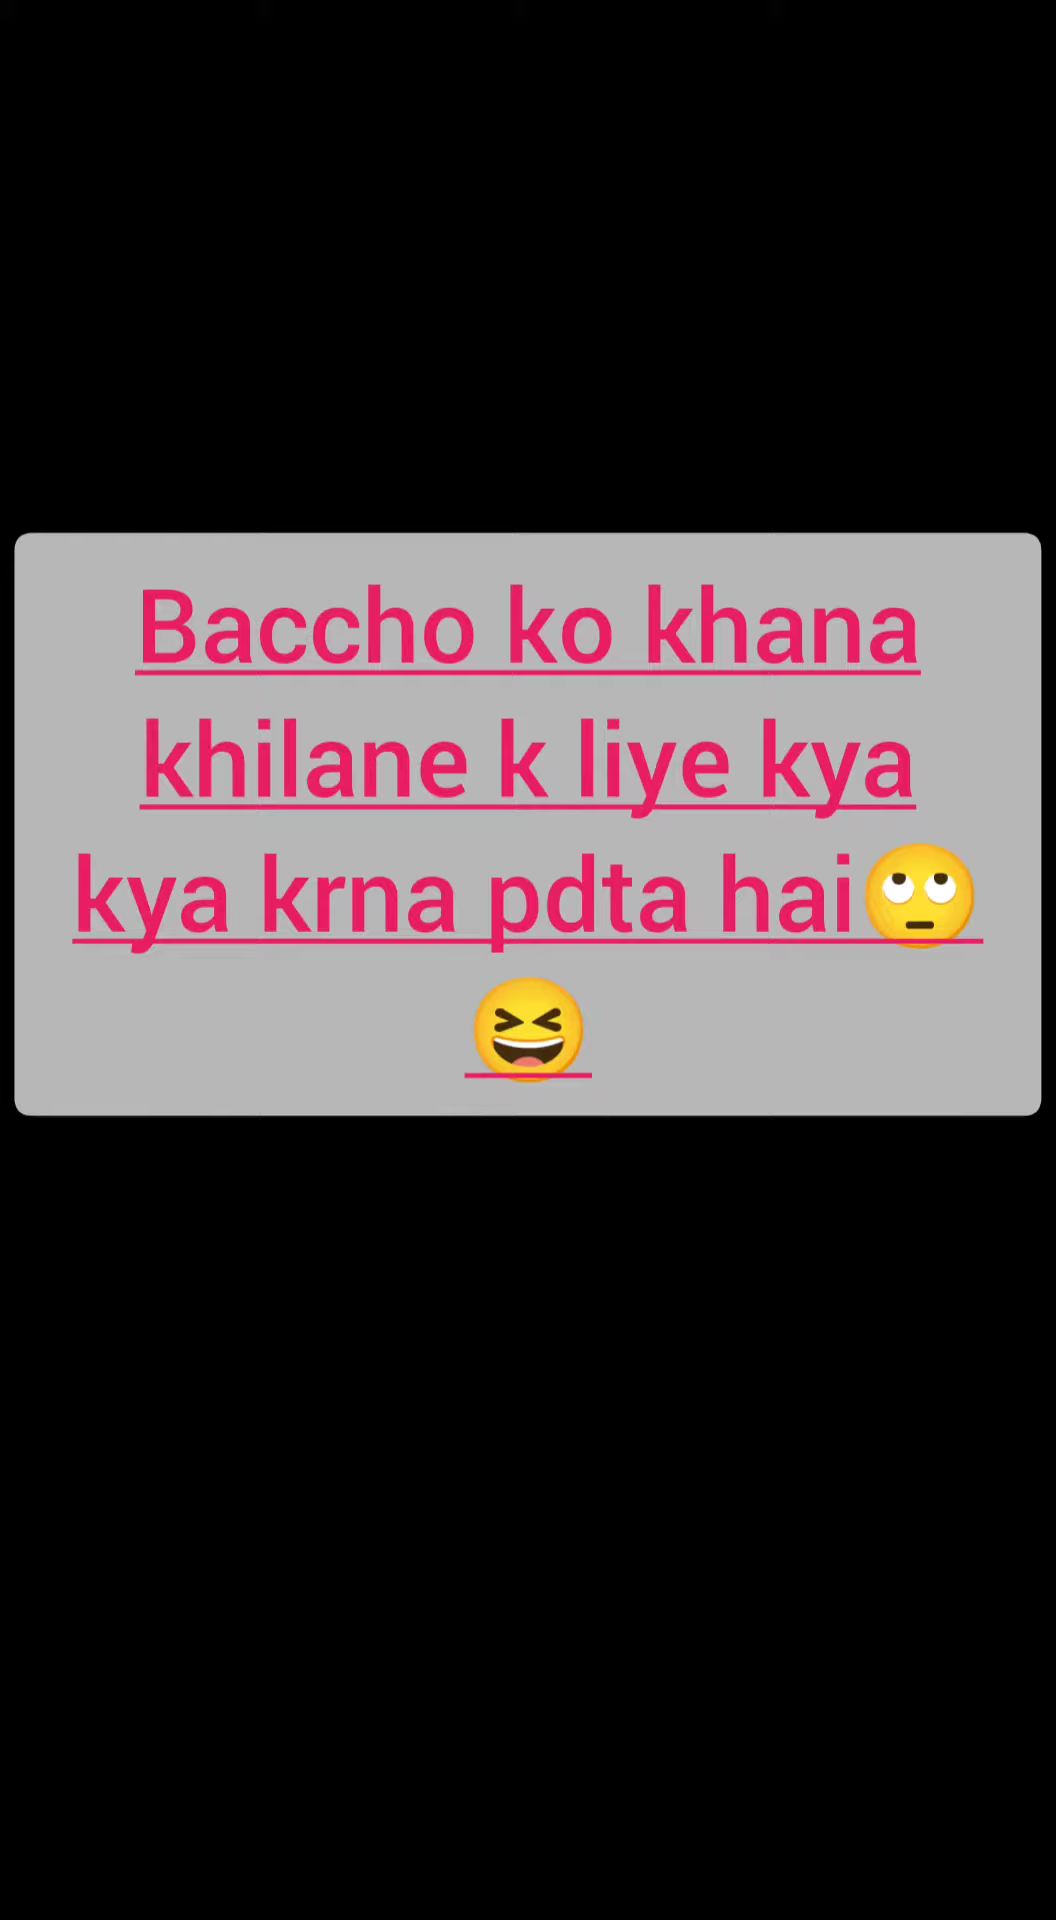 Baccho ko khana
khilane k liye kya
kya krna pdta hai🙄
😆